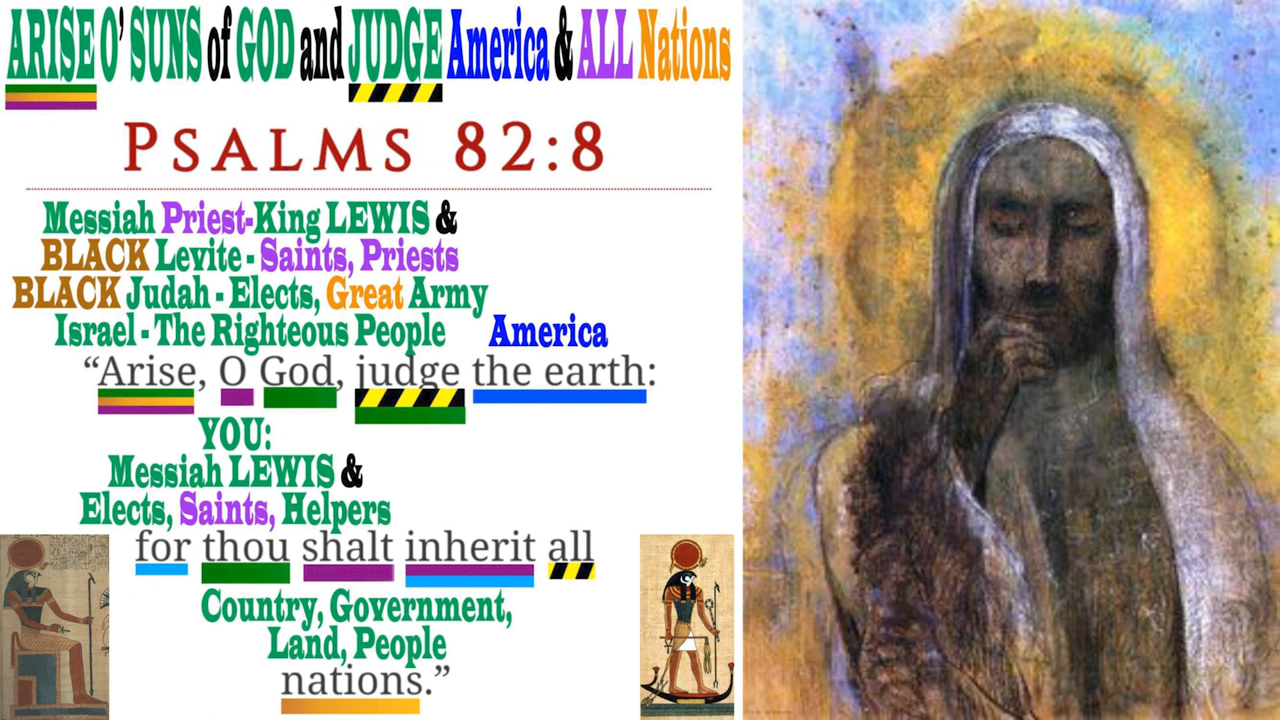 ARISE O' SUNS of GOD and JUDGE America & ALL Nations
PSALMS 82:8
Messiah Priest-King LEWIS &
BLACK Levite - Saints, Priests
BLACK Judah - Elects, Great Army
Israel - The Righteous People America
“Arise, O God, judge the earth:
YOU:
Messiah LEWIS &
Elects, Saints, Helpers
for thou shalt inherit all
Country, Government,
Land, People
nations.”